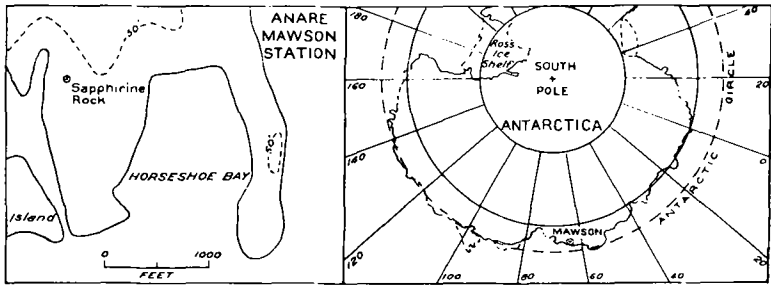 50
ANARE
MAWSON
STATION
Sapphirine
Rock
50
HORSESHOE BAY
Island
0 1000
FEET
180
40
Ross
Ice
Shelf
SOUTH
+
POLE
160
20
CIRCLE
ANTARCTICA
140
0
ANTARCTIC
MAWSON
120
100
80
60
40
20